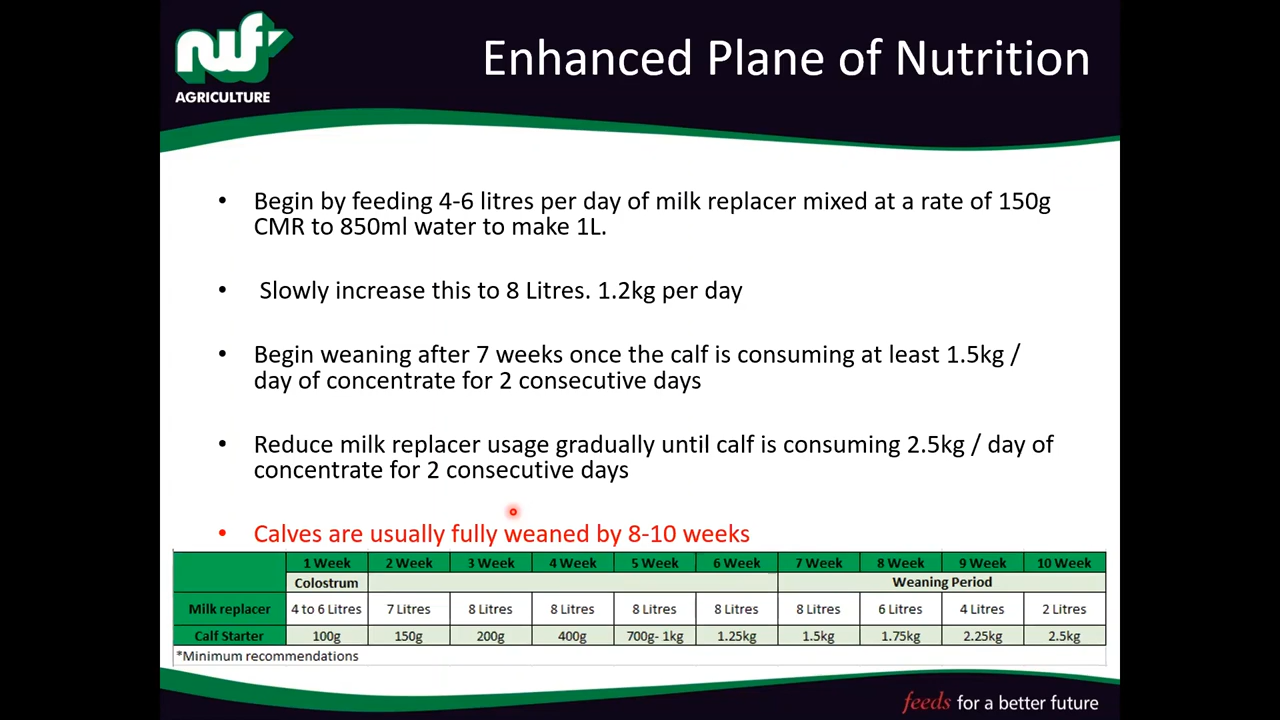 nwf
AGRICULTURE
Enhanced Plane of Nutrition
• Begin by feeding 4-6 litres per day of milk replacer mixed at a rate of 150g
CMR to 850ml water to make 1L.
• Slowly increase this to 8 Litres. 1.2kg per day
• Begin weaning after 7 weeks once the calf is consuming at least 1.5kg /
day of concentrate for 2 consecutive days
• Reduce milk replacer usage gradually until calf is consuming 2.5kg / day of
concentrate for 2 consecutive days
• Calves are usually fully weaned by 8-10 weeks
1 Week 2 Week 3 Week 4 Week 5 Week 6 Week 7 Week 8 Week 9 Week 10 Week
Colostrum Weaning Period
Milk replacer 4 to 6 Litres 7 Litres 8 Litres 8 Litres 8 Litres 8 Litres 8 Litres 6 Litres 4 Litres 2 Litres
Calf Starter 100g 150g 200g 400g 700g- 1kg 1.25kg 1.5kg 1.75kg 2.25kg 2.5kg
*Minimum recommendations
feeds for a better future